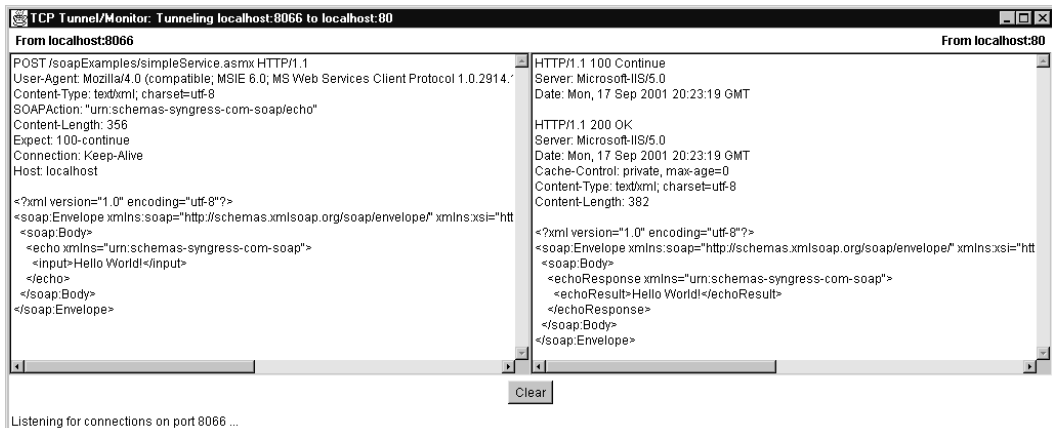 TCP Tunnel/Monitor: Tunneling localhost:8066 to localhost:80
From localhost:8066
From localhost:80
POST /soapExamples/simpleService.asmx HTTP/1.1
User-Agent: Mozilla/4.0 (compatible; MSIE 6.0; MS Web Services Client Protocol 1.0.2914.1
Content-Type: text/xml; charset=utf-8
SOAPAction: "urn:schemas-syngress-com-soap/echo"
Content-Length: 356
Expect: 100-continue
Connection: Keep-Alive
Host: localhost
<?xml version="1.0" encoding="utf-8"?>
<soap:Envelope xmlns:soap="http://schemas.xmlsoap.org/soap/envelope/" xmlns:xsi="htt
<soap:Body>
<echo xmlns="urn:schemas-syngress-com-soap">
<input>Hello World!</input>
</echo>
</soap:Body>
</soap:Envelope>
HTTP/1.1 100 Continue
Server: Microsoft-IIS/5.0
Date: Mon, 17 Sep 2001 20:23:19 GMT
HTTP/1.1 200 OK
Server: Microsoft-IIS/5.0
Date: Mon, 17 Sep 2001 20:23:19 GMT
Cache-Control: private, max-age=0
Content-Type: text/xml; charset=utf-8
Content-Length: 382
<?xml version="1.0" encoding="utf-8"?>
<soap:Envelope xmlns:soap="http://schemas.xmlsoap.org/soap/envelope/" xmlns:xsi="htt
<soap:Body>
<echoResponse xmlns="urn:schemas-syngress-com-soap">
<echoResult>Hello World!</echoResult>
</echoResponse>
</soap:Body>
</soap:Envelope>
Clear
Listening for connections on port 8066 ...